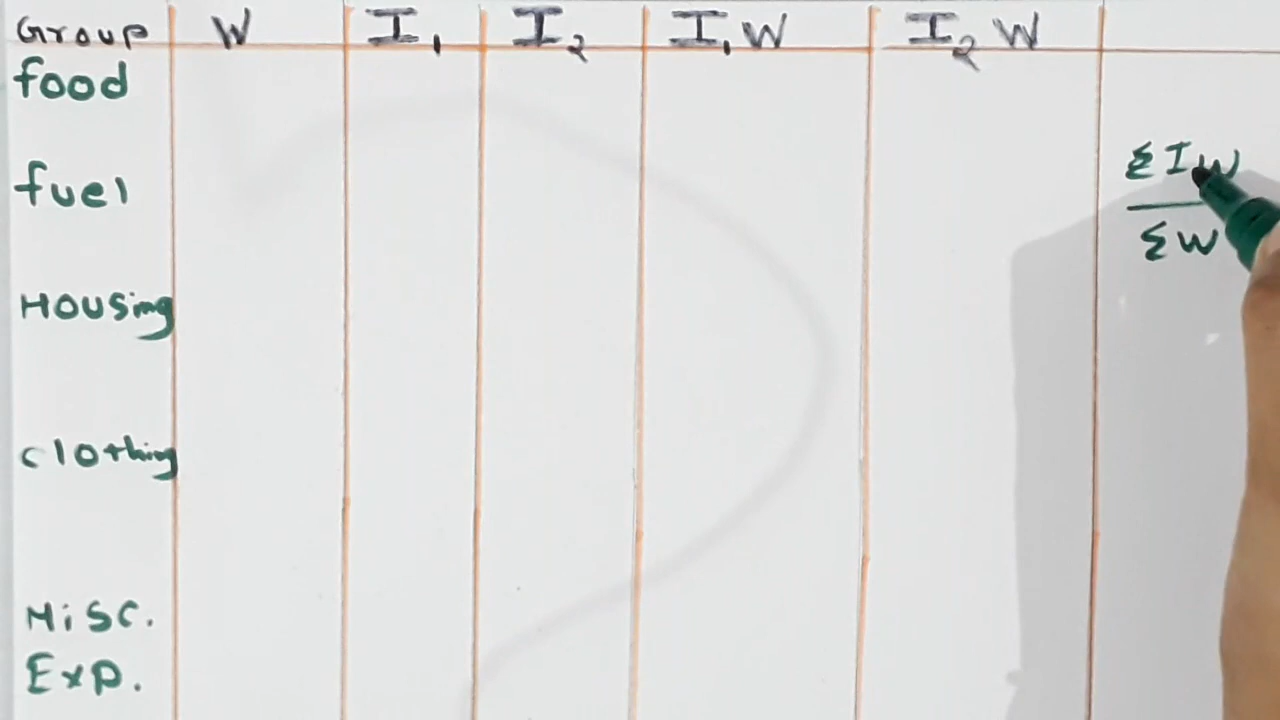 Group W I₁ I₂ I₁W I₂W
food
fuel
Housing
clothing
Misc.
Exp.
ΣIW
ΣW